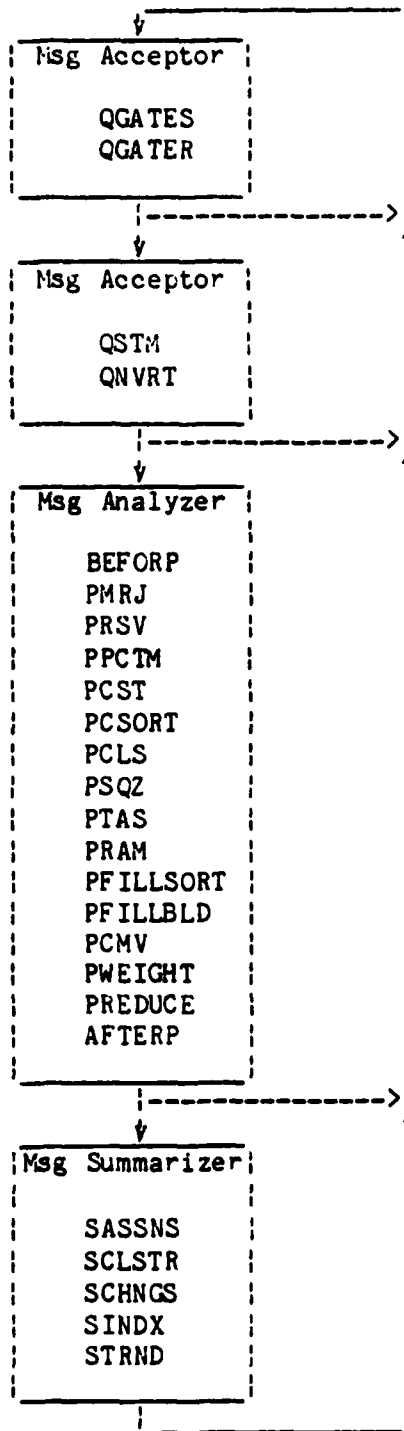 Msg Acceptor
QGATES
QGATER
Msg Acceptor
QSTM
QNVRT
Msg Analyzer
BEFORP
PMRJ
PRSV
PPCTM
PCST
PCSORT
PCLS
PSQZ
PTAS
PRAM
PFILLSORT
PFILLBLD
PCMV
PWEIGHT
PREDUCE
AFTERP
Msg Summarizer
SASSNS
SCLSTR
SCHNGS
SINDX
STRND